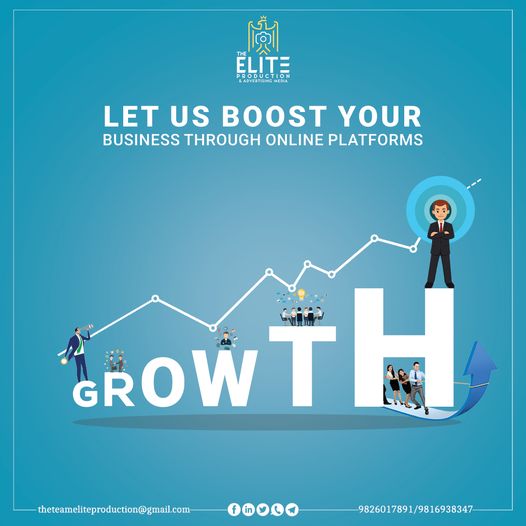 THE
ELITE
PRODUCTION
& ADVERTISING MEDIA
LET US BOOST YOUR
BUSINESS THROUGH ONLINE PLATFORMS
GROWTH
theteameliteproduction@gmail.com
9826017891/9816938347